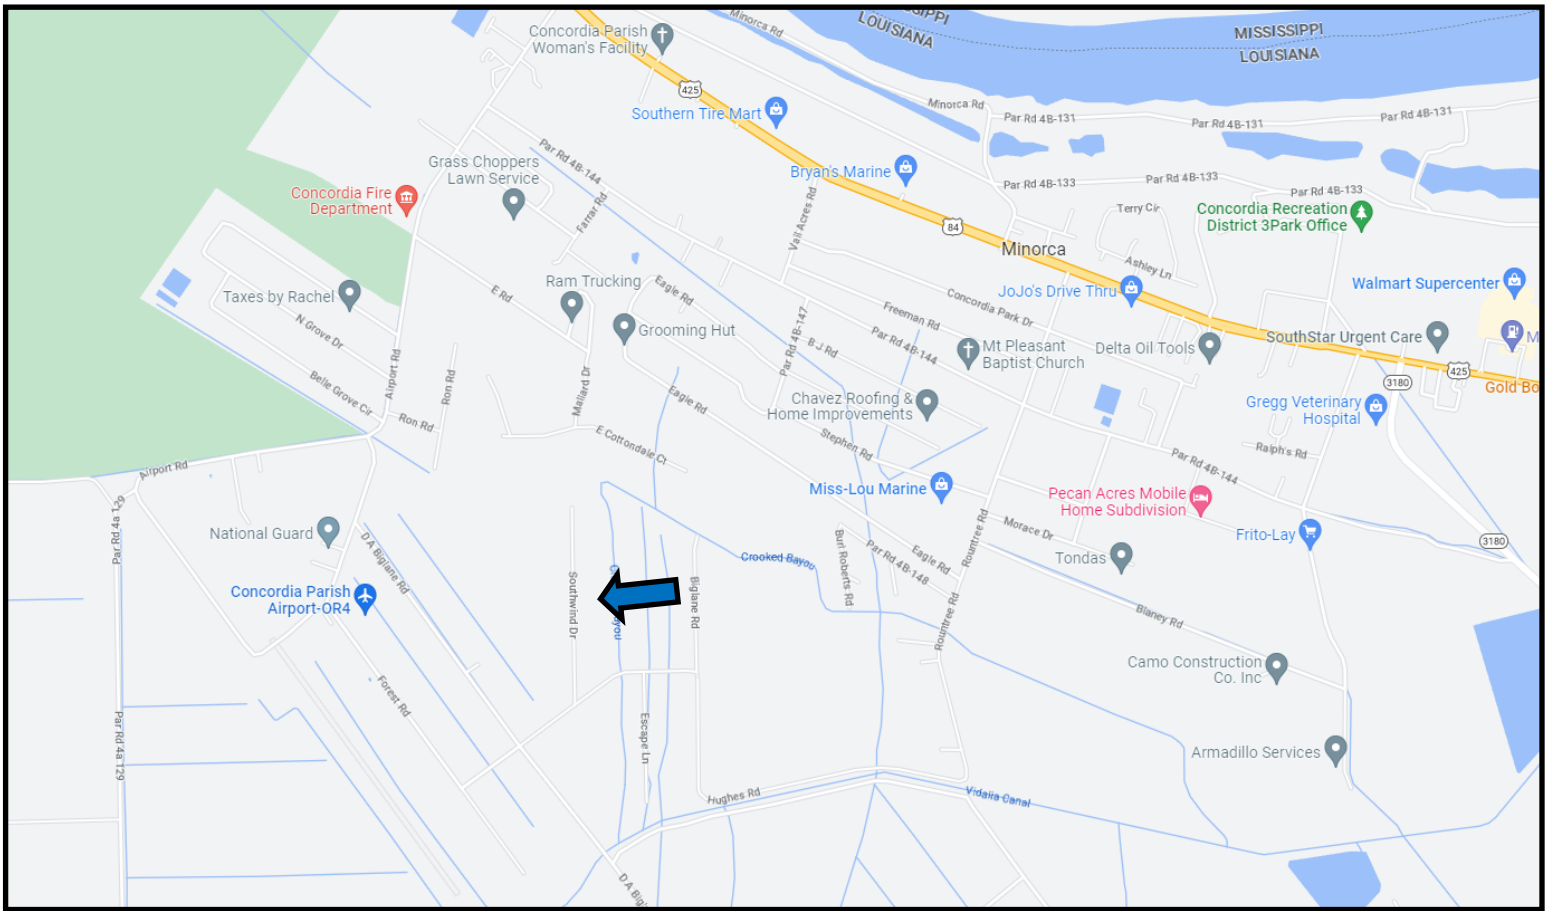 Concordia Parish
Woman's Facility
Minorca Rd
LOUISIANA
MISSISSIPPI
LOUISIANA
425
Southern Tire Mart
Minorca Rd
Par Rd 4B-131
Par Rd 4B-131
Par Rd 4B-131
Par Rd 4B-144
Grass Choppers
Lawn Service
Bryan's Marine
Par Rd 4B-133
Par Rd 4B-133
Par Rd 4B-133
Concordia Fire
Department
Farrar Rd
Vail Acres Rd
84
Terry Cir
Concordia Recreation
District 3Park Office
Minorca
Ashley Ln
Taxes by Rachel
E Rd
Ram Trucking
Eagle Rd
Concordia Park Dr
JoJo's Drive Thru
Walmart Supercenter
N Grove Dr
Grooming Hut
Par Rd 4B-147
Freeman Rd
Par Rd 4B-144
B J Rd
Mt Pleasant
Baptist Church
Delta Oil Tools
SouthStar Urgent Care
M
Airport Rd
Ron Rd
Belle Grove Cir
Mallard Dr
Eagle Rd
Chavez Roofing &
Home Improvements
3180
425
Gold Bo
Gregg Veterinary
Hospital
Ron Rd
E Cottondale Ct
Stephen Rd
Ralph's Rd
Airport Rd
Par Rd 4B-144
Miss-Lou Marine
Pecan Acres Mobile
Home Subdivision
Par Rd 4a 129
National Guard
D A Biglane Rd
Rountree Rd
Morace Dr
Frito-Lay
3180
Crooked Bayou
Burl Roberts Rd
Par Rd 4B-148
Eagle Rd
Tondas
Concordia Parish
Airport-OR4
Southwind Dr
Biglane Rd
Rountree Rd
Blaney Rd
Camo Construction
Co. Inc
Forest Rd
Par Rd 4a 129
Escape Ln
Armadillo Services
Hughes Rd
Vidalia Canal
D A Bigl